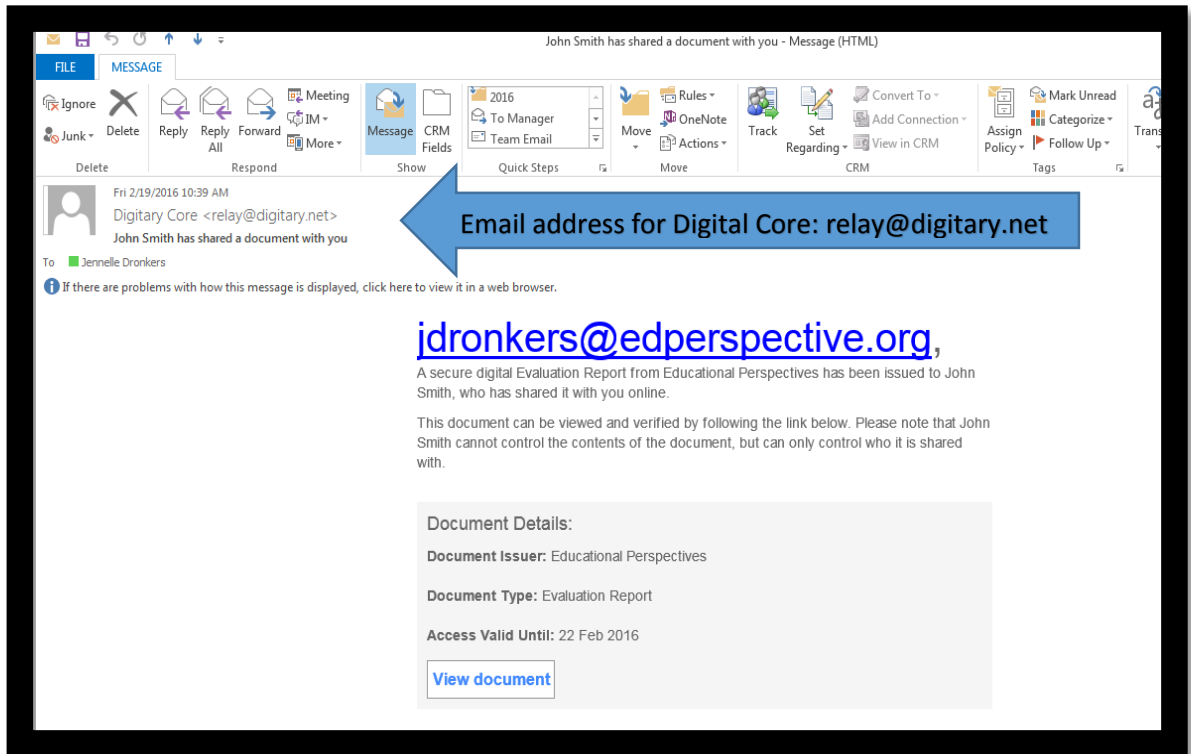 John Smith has shared a document with you - Message (HTML)
FILE MESSAGE
Ignore
Junk
Delete
Reply
Reply All
Forward
Meeting
IM
More
Message
CRM Fields
2016
To Manager
Team Email
Move
Rules
OneNote
Actions
Track
Set Regarding
Convert To
Add Connection
View in CRM
Assign Policy
Mark Unread
Categorize
Follow Up
Delete Respond Show Quick Steps Move CRM Tags
Fri 2/19/2016 10:39 AM
Digitary Core <relay@digitary.net>
John Smith has shared a document with you
Email address for Digital Core: relay@digitary.net
To Jennelle Dronkers
If there are problems with how this message is displayed, click here to view it in a web browser.
jdronkers@edperspective.org,
A secure digital Evaluation Report from Educational Perspectives has been issued to John
Smith, who has shared it with you online.
This document can be viewed and verified by following the link below. Please note that John
Smith cannot control the contents of the document, but can only control who it is shared
with.
Document Details:
Document Issuer: Educational Perspectives
Document Type: Evaluation Report
Access Valid Until: 22 Feb 2016
View document